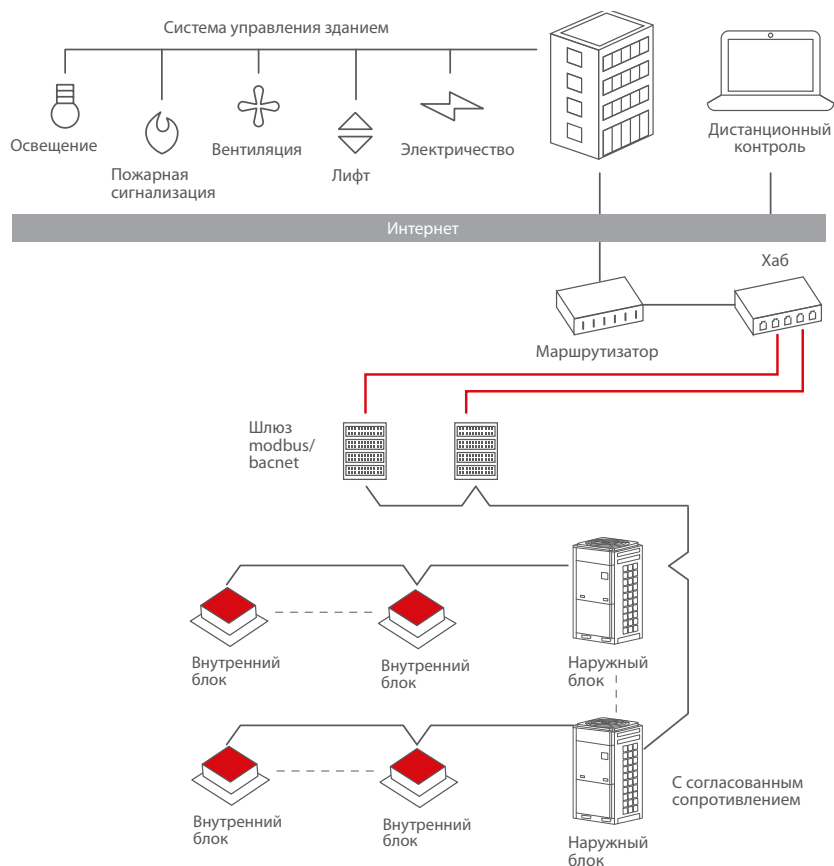 Система управления зданием
Освещение
Пожарная
сигнализация
Вентиляция
Лифт
Электричество
Дистанционный
контроль
Интернет
Хаб
Маршрутизатор
Шлюз
modbus/
bacnet
Внутренний
блок
Внутренний
блок
Наружный
блок
Внутренний
блок
Внутренний
блок
Наружный
блок
С согласованным
сопротивлением